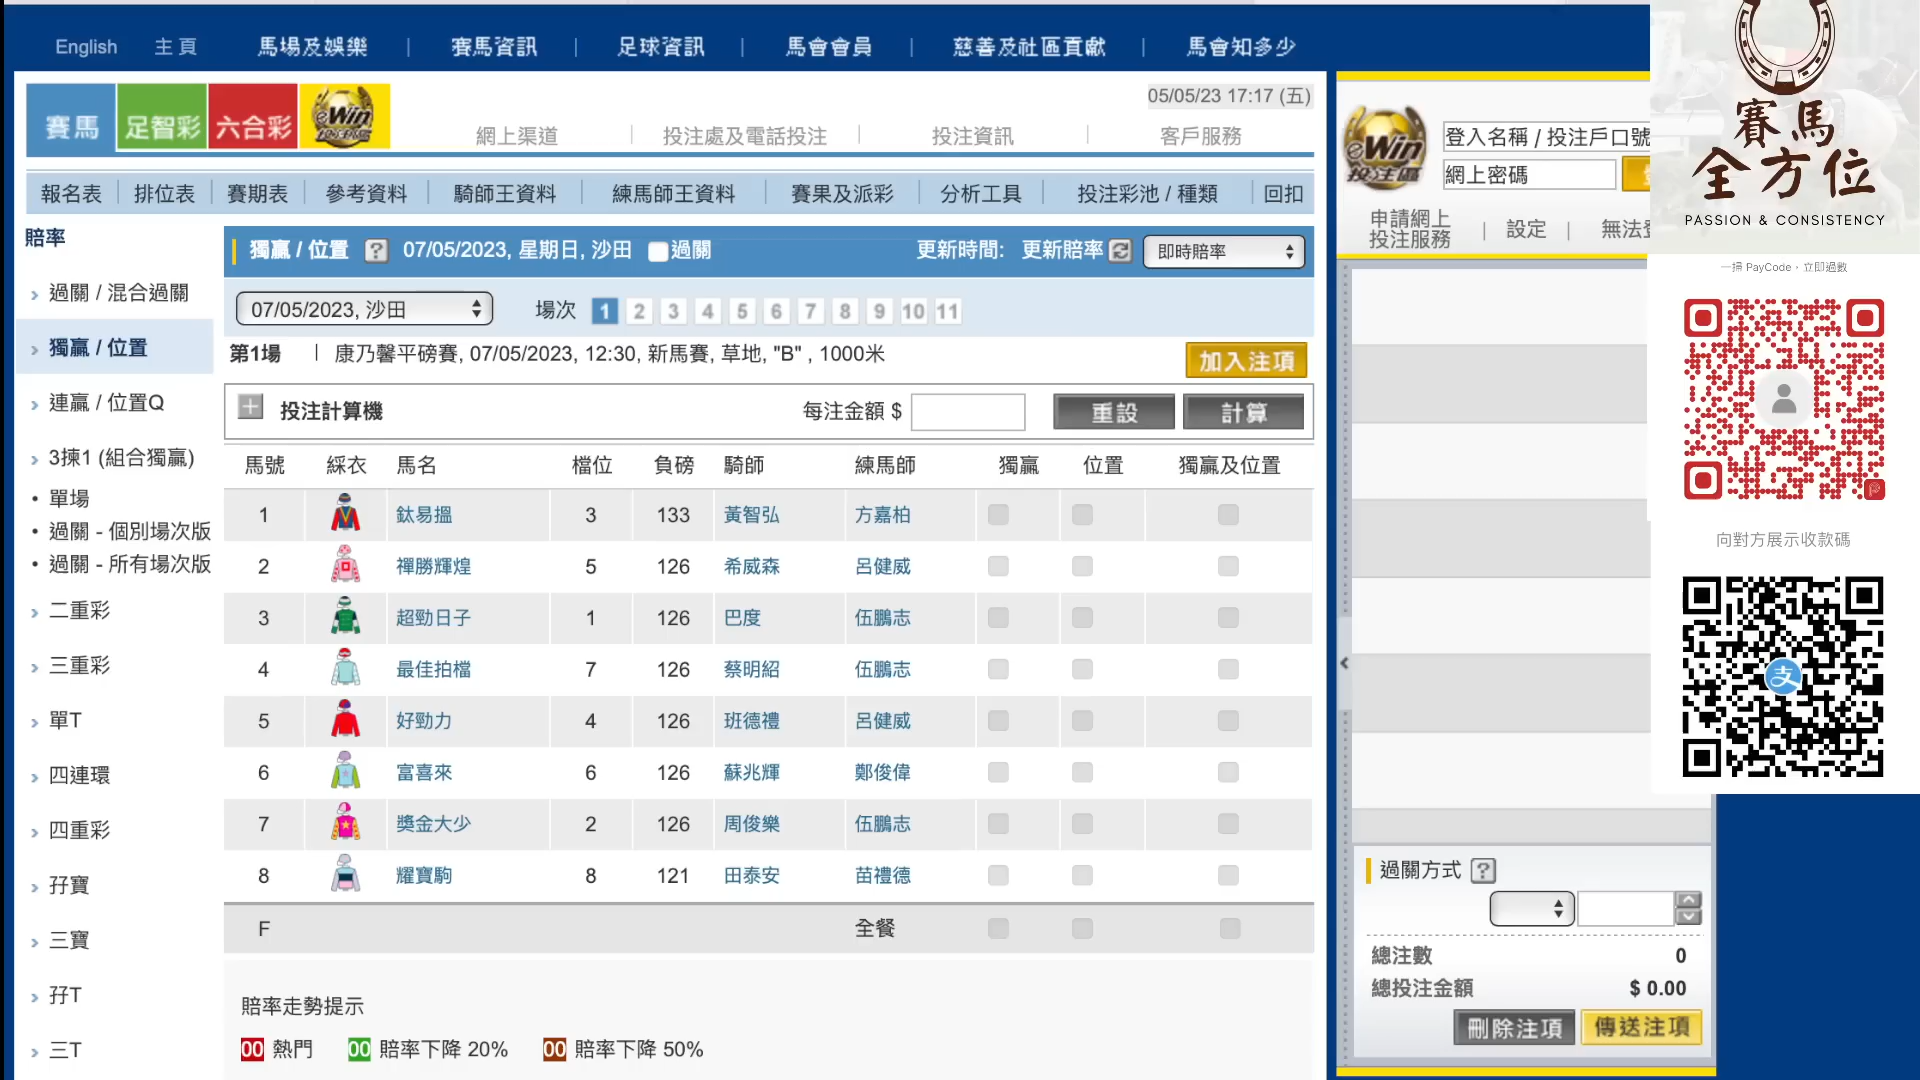 English 主頁 馬場及娛樂 | 賽馬資訊 | 足球資訊 | 馬會會員 | 慈善及社區貢獻 | 馬會知多少
賽馬 足智彩 六合彩 eWin 投注區
05/05/23 17:17 (五)
網上渠道 | 投注處及電話投注 | 投注資訊 | 客戶服務
報名表 排位表 賽期表 參考資料 騎師王資料 練馬師王資料 賽果及派彩 分析工具 投注彩池 / 種類 回扣
賠率
過關 / 混合過關
獨贏 / 位置
連贏 / 位置Q
3揀1 (組合獨贏)
• 單場
• 過關 - 個別場次版
• 過關 - 所有場次版
二重彩
三重彩
單T
四連環
四重彩
孖寶
三寶
孖T
三T
獨贏 / 位置 ? 07/05/2023, 星期日, 沙田 過關 更新時間: 更新賠率 即時賠率
07/05/2023, 沙田 場次 1 2 3 4 5 6 7 8 9 10 11
第1場 | 康乃馨平磅賽, 07/05/2023, 12:30, 新馬賽, 草地, "B" , 1000米
加入注項
投注計算機 每注金額 $ 重設 計算
馬號 綵衣 馬名 檔位 負磅 騎師 練馬師 獨贏 位置 獨贏及位置
1 鈦易搵 3 133 黃智弘 方嘉柏
2 禪勝輝煌 5 126 希威森 呂健威
3 超勁日子 1 126 巴度 伍鵬志
4 最佳拍檔 7 126 蔡明紹 伍鵬志
5 好勁力 4 126 班德禮 呂健威
6 富喜來 6 126 蘇兆輝 鄭俊偉
7 獎金大少 2 126 周俊樂 伍鵬志
8 耀寶駒 8 121 田泰安 苗禮德
F 全餐
賠率走勢提示
00 熱門 00 賠率下降 20% 00 賠率下降 50%
eWin 投注區
登入名稱 / 投注戶口號
網上密碼
申請網上
投注服務 | 設定 | 無法
過關方式 ?
總注數 0
總投注金額 $ 0.00
刪除注項 傳送注項
賽馬
全方位
PASSION & CONSISTENCY
一掃 PayCode，立即過數
向對方展示收款碼
支